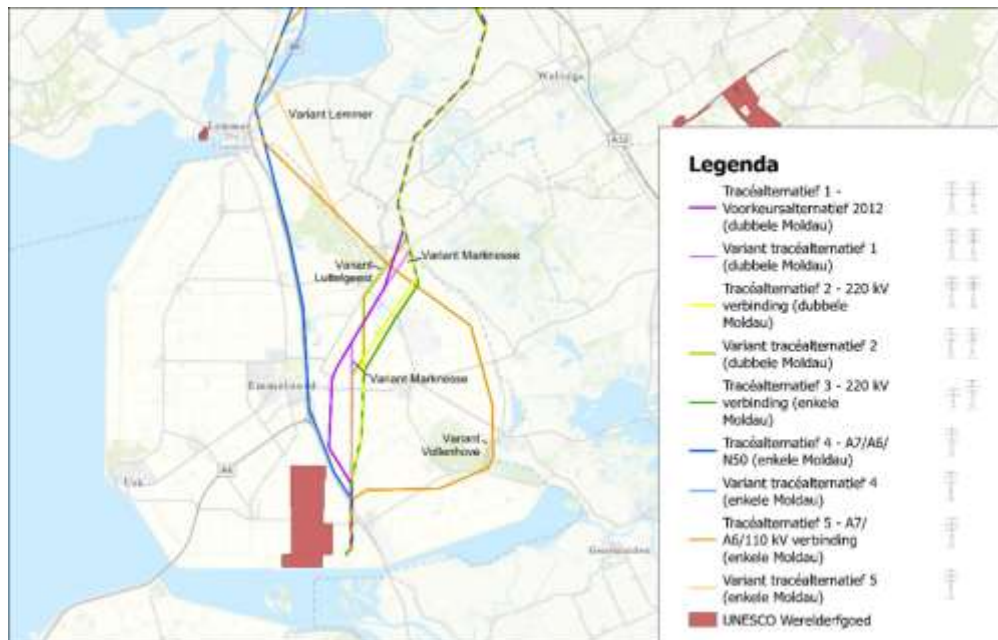 Wolvega
Variant Lemmer
Lemmer
A32
Variant Marknesse
Variant
Luttelgeest
Emmeloord
Variant Marknesse
Variant
Vollenhove
Urk
A6
Legenda
Tracéalternatief 1 -
Voorkeursalternatief 2012
(dubbele Moldau)
Variant tracéalternatief 1
(dubbele Moldau)
Tracéalternatief 2 - 220 kV
verbinding (dubbele
Moldau)
Variant tracéalternatief 2
(dubbele Moldau)
Tracéalternatief 3 - 220 kV
verbinding (enkele
Moldau)
Tracéalternatief 4 - A7/A6/
N50 (enkele Moldau)
Variant tracéalternatief 4
(enkele Moldau)
Tracéalternatief 5 - A7/
A6/110 kV verbinding
(enkele Moldau)
Variant tracéalternatief 5
(enkele Moldau)
UNESCO Werelderfgoed